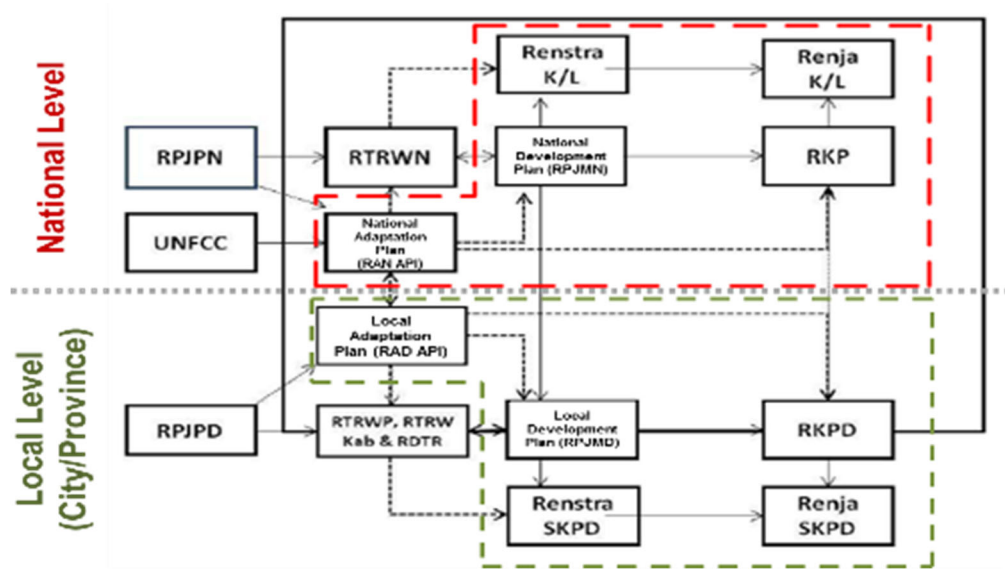 National Level
Renstra
K/L
Renja
K/L
RPJPN
RTRWN
National
Development
Plan (RPJMN)
RKP
UNFCC
National
Adaptation
Plan
(RAN API)
Local Level
(City/Province)
Local
Adaptation
Plan (RAD API)
RPJPD
RTRWP, RTRW
Kab & RDTR
Local
Development
Plan (RPJMD)
RKPD
Renstra
SKPD
Renja
SKPD